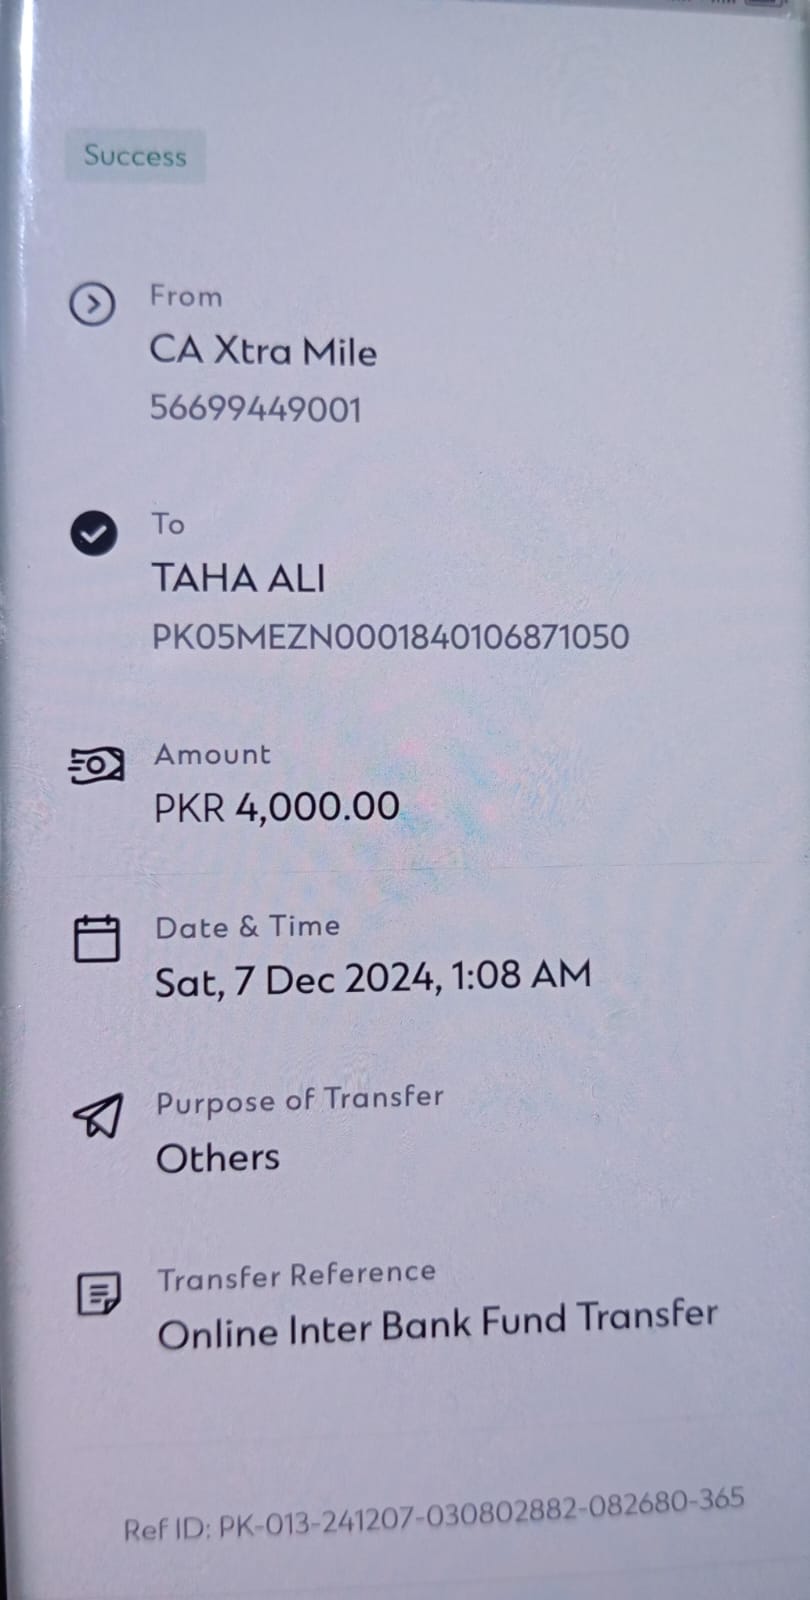 Success
From
CA Xtra Mile
56699449001
To
TAHA ALI
PK05MEZN0001840106871050
Amount
PKR 4,000.00
Date & Time
Sat, 7 Dec 2024, 1:08 AM
Purpose of Transfer
Others
Transfer Reference
Online Inter Bank Fund Transfer
Ref ID: PK-013-241207-030802882-082680-365